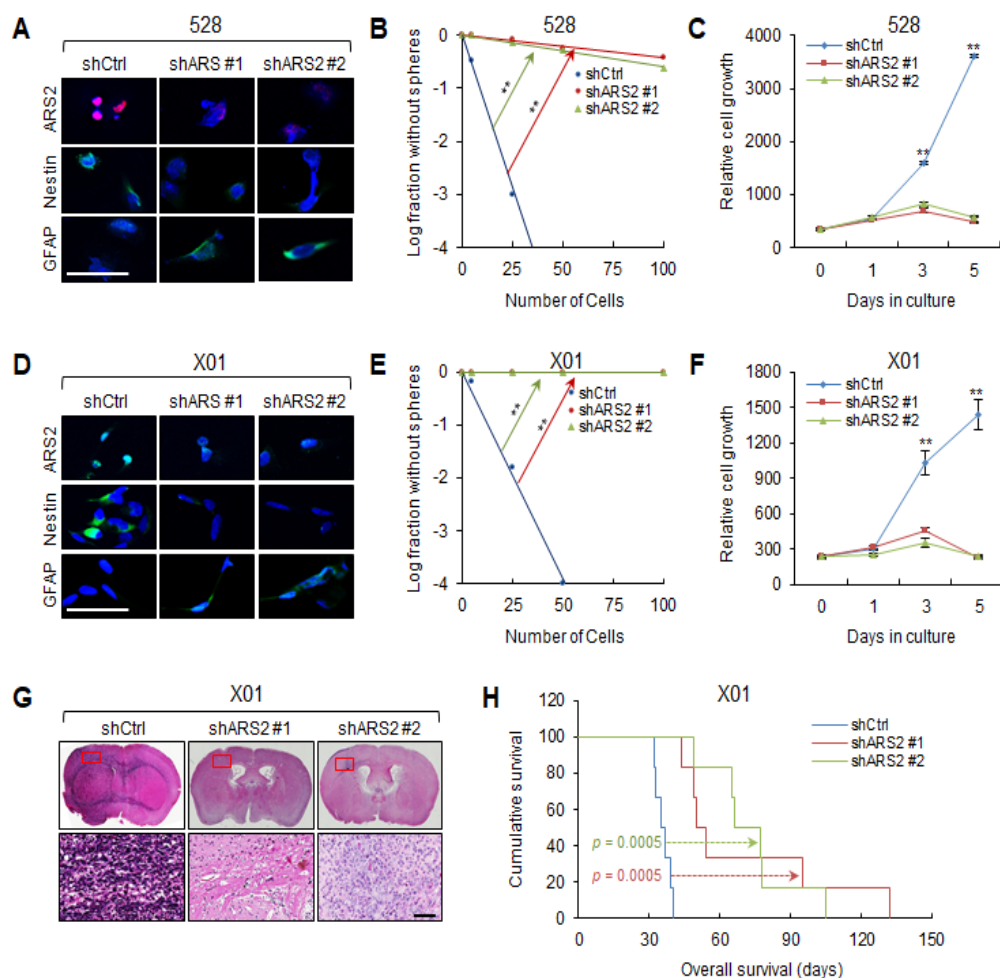 A
528
shCtrl shARS #1 shARS2 #2
ARS2
Nestin
GFAP
B
528
Log fraction without spheres
0
-1
-2
-3
-4
0 25 50 75 100
Number of Cells
** **
shCtrl
shARS2 #1
shARS2 #2
C
528
Relative cell growth
4000
3200
2400
1600
800
0
0 1 3 5
Days in culture
shCtrl
shARS2 #1
shARS2 #2
** **
D
X01
shCtrl shARS #1 shARS2 #2
ARS2
Nestin
GFAP
E
X01
Log fraction without spheres
0
-1
-2
-3
-4
0 25 50 75 100
Number of Cells
** **
shCtrl
shARS2 #1
shARS2 #2
F
X01
Relative cell growth
1800
1500
1200
900
600
300
0
0 1 3 5
Days in culture
shCtrl
shARS2 #1
shARS2 #2
** **
G
X01
shCtrl shARS2 #1 shARS2 #2
H
X01
Cumulative survival
120
100
80
60
40
20
0
0 30 60 90 120 150
Overall survival (days)
shCtrl
shARS2 #1
shARS2 #2
p = 0.0005
p = 0.0005